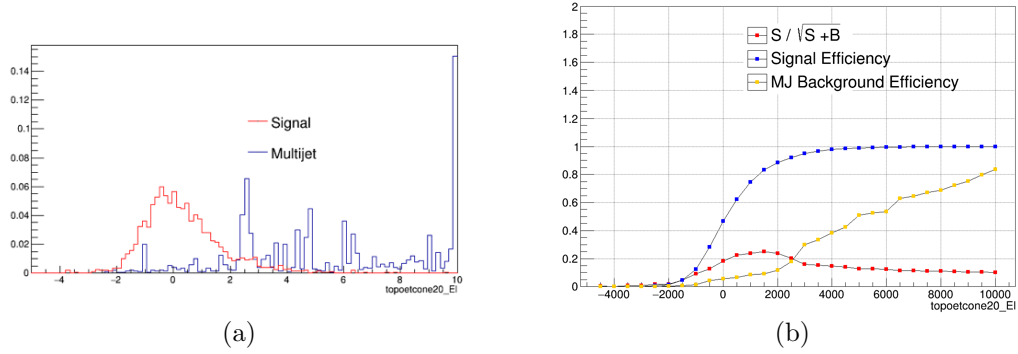 0.14
0.12
0.1
0.08
0.06
0.04
0.02
0
Signal
Multijet
−4 −2 0 2 4 6 8 10
topoetcone20_El
(a)
2
1.8
1.6
1.4
1.2
1
0.8
0.6
0.4
0.2
0
S / √S +B
Signal Efficiency
MJ Background Efficiency
−4000 −2000 0 2000 4000 6000 8000 10000
topoetcone20_El
(b)